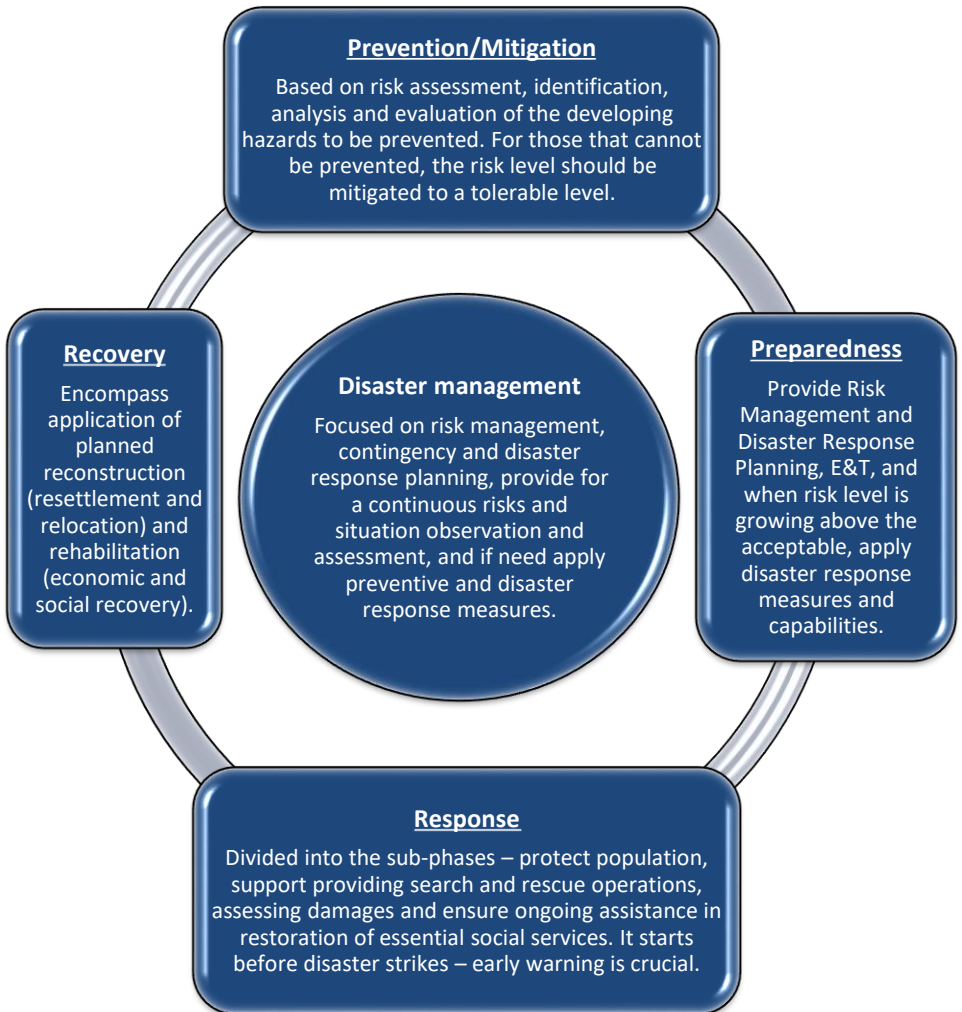 Prevention/Mitigation
Based on risk assessment, identification,
analysis and evaluation of the developing
hazards to be prevented. For those that cannot
be prevented, the risk level should be
mitigated to a tolerable level.
Recovery
Encompass
application of
planned
reconstruction
(resettlement and
relocation) and
rehabilitation
(economic and
social recovery).
Disaster management
Focused on risk management,
contingency and disaster
response planning, provide for
a continuous risks and
situation observation and
assessment, and if need apply
preventive and disaster
response measures.
Preparedness
Provide Risk
Management and
Disaster Response
Planning, E&T, and
when risk level is
growing above the
acceptable, apply
disaster response
measures and
capabilities.
Response
Divided into the sub-phases – protect population,
support providing search and rescue operations,
assessing damages and ensure ongoing assistance in
restoration of essential social services. It starts
before disaster strikes – early warning is crucial.